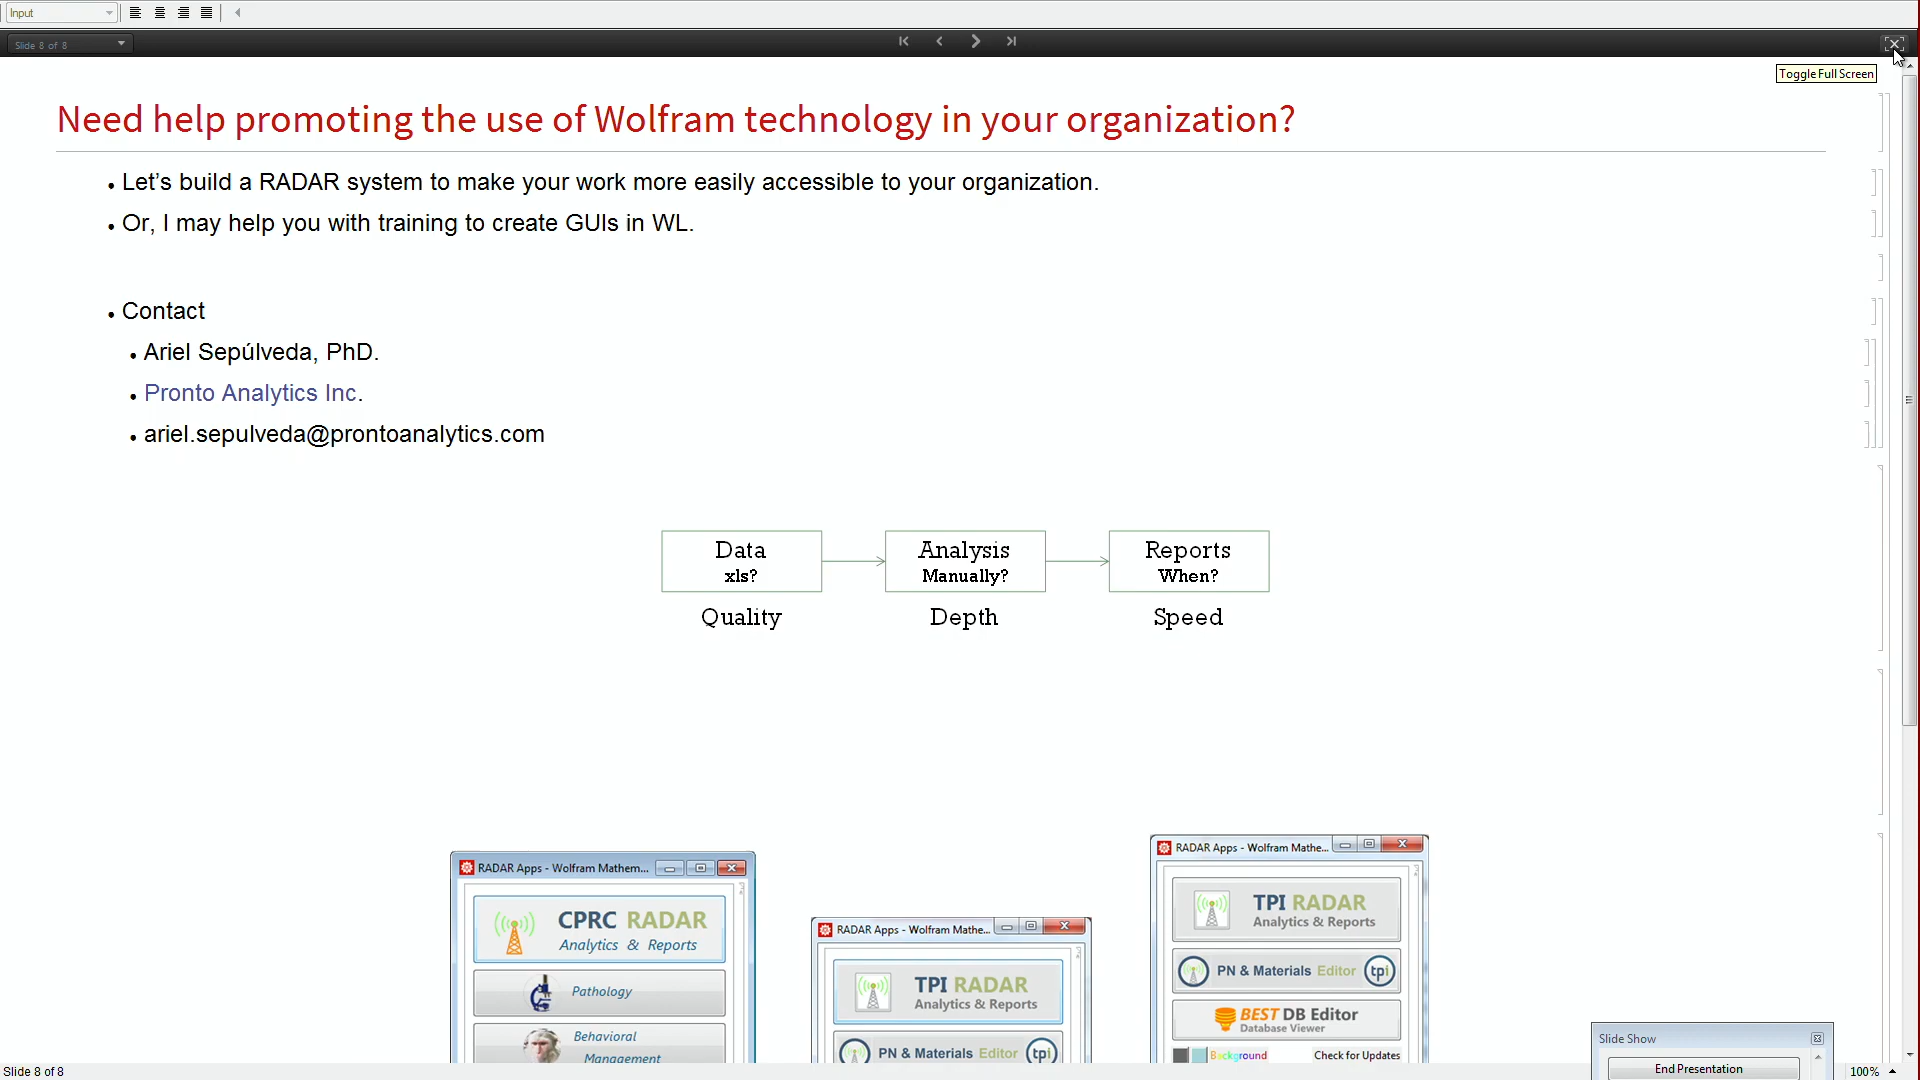 Input
Slide 8 of 8
Toggle Full Screen
Need help promoting the use of Wolfram technology in your organization?
Let's build a RADAR system to make your work more easily accessible to your organization.
Or, I may help you with training to create GUIs in WL.
Contact
Ariel Sepúlveda, PhD.
Pronto Analytics Inc.
ariel.sepulveda@prontoanalytics.com
Data
xls?
Quality
Analysis
Manually?
Depth
Reports
When?
Speed
RADAR Apps - Wolfram Mathem...
CPRC RADAR
Analytics & Reports
Pathology
Behavioral
Management
RADAR Apps - Wolfram Mathe...
TPI RADAR
Analytics & Reports
PN & Materials Editor tpi
RADAR Apps - Wolfram Mathe...
TPI RADAR
Analytics & Reports
PN & Materials Editor tpi
BEST DB Editor
Database Viewer
Background
Check for Updates
Slide Show
End Presentation
Slide 8 of 8
100%